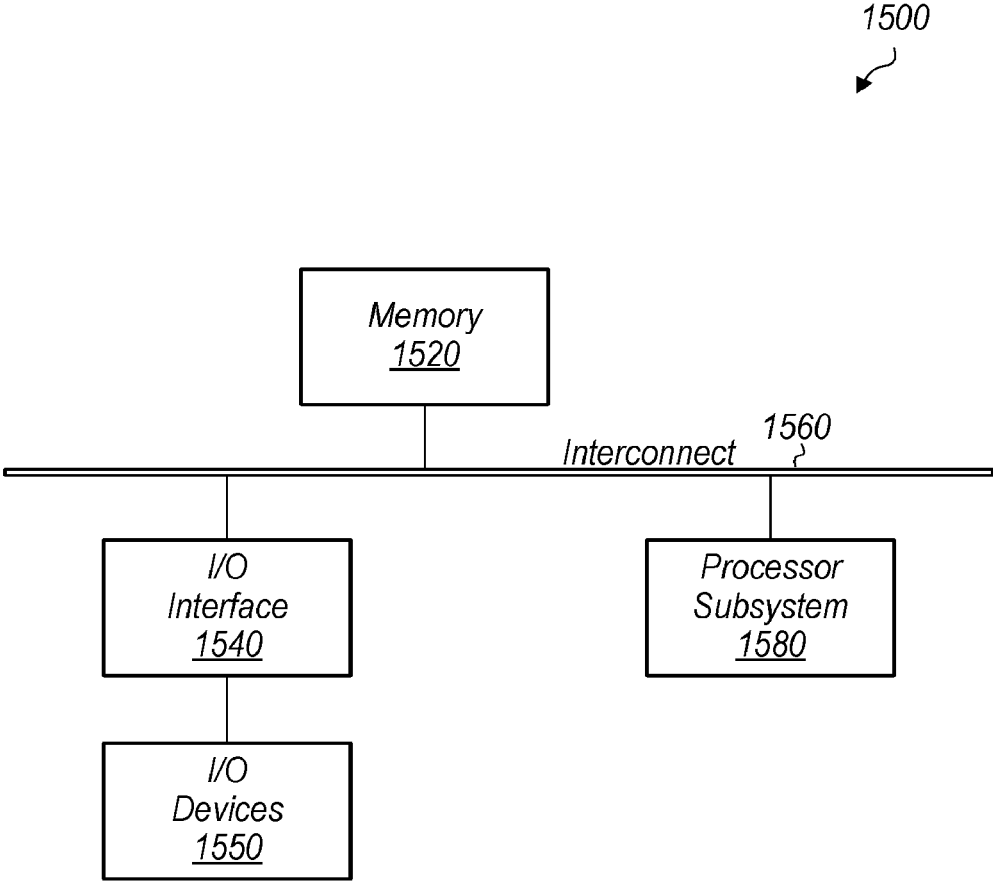 1500
Memory
1520
Interconnect
1560
I/O
Interface
1540
Processor
Subsystem
1580
I/O
Devices
1550